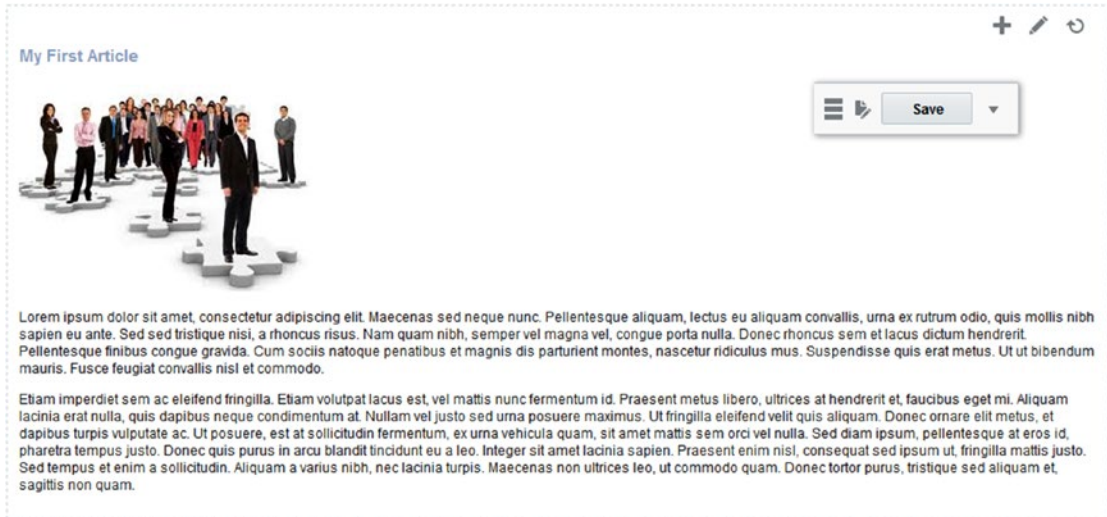 My First Article
Save
Lorem ipsum dolor sit amet, consectetur adipiscing elit. Maecenas sed neque nunc. Pellentesque aliquam, lectus eu aliquam convallis, urna ex rutrum odio, quis mollis nibh
sapien eu ante. Sed sed tristique nisi, a rhoncus risus. Nam quam nibh, semper vel magna vel, congue porta nulla. Donec rhoncus sem et lacus dictum hendrerit.
Pellentesque finibus congue gravida. Cum sociis natoque penatibus et magnis dis parturient montes, nascetur ridiculus mus. Suspendisse quis erat metus. Ut ut bibendum
mauris. Fusce feugiat convallis nisl et commodo.
Etiam imperdiet sem ac eleifend fringilla. Etiam volutpat lacus est, vel mattis nunc fermentum id. Praesent metus libero, ultrices at hendrerit et, faucibus eget mi. Aliquam
lacinia erat nulla, quis dapibus neque condimentum at. Nullam vel justo sed urna posuere maximus. Ut fringilla eleifend velit quis aliquam. Donec ornare elit metus, et
dapibus turpis vulputate ac. Ut posuere, est at sollicitudin fermentum, ex urna vehicula quam, sit amet mattis sem orci vel nulla. Sed diam ipsum, pellentesque at eros id,
pharetra tempus justo. Donec quis purus in arcu blandit tincidunt eu a leo. Integer sit amet lacinia sapien. Praesent enim nisl, consequat sed ipsum ut, fringilla mattis justo.
Sed tempus et enim a sollicitudin. Aliquam a varius nibh, nec lacinia turpis. Maecenas non ultrices leo, ut commodo quam. Donec tortor purus, tristique sed aliquam et,
sagittis non quam.